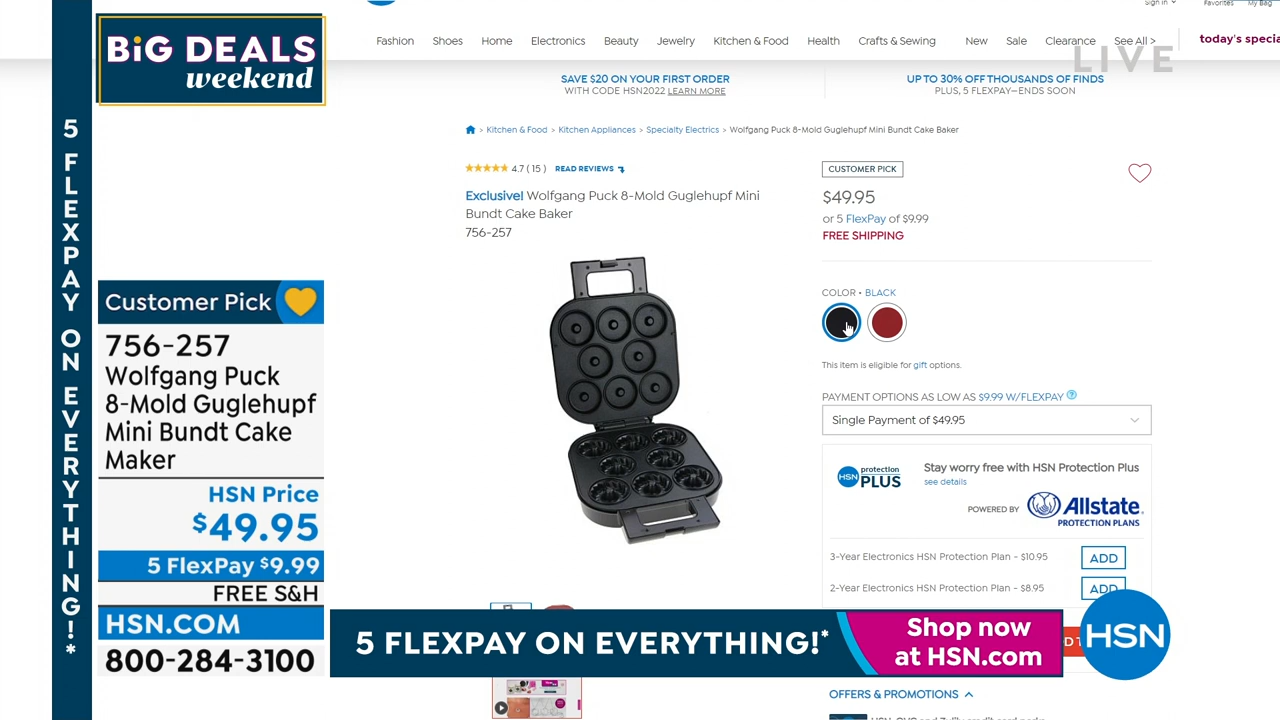 BiG DEALS
weekend
5 FLEXPAY ON EVERYTHING!*
Customer Pick
756-257
Wolfgang Puck
8-Mold Guglehupf
Mini Bundt Cake
Maker
HSN Price
$49.95
5 FlexPay $9.99
FREE S&H
HSN.COM
800-284-3100
Sign in
Favorites
My Bag
Fashion
Shoes
Home
Electronics
Beauty
Jewelry
Kitchen & Food
Health
Crafts & Sewing
New
Sale
Clearance
See All >
today's specia
LIVE
SAVE $20 ON YOUR FIRST ORDER
WITH CODE HSN2022 LEARN MORE
UP TO 30% OFF THOUSANDS OF FINDS
PLUS, 5 FLEXPAY—ENDS SOON
> Kitchen & Food > Kitchen Appliances > Specialty Electrics > Wolfgang Puck 8-Mold Guglehupf Mini Bundt Cake Baker
4.7 ( 15 ) READ REVIEWS
Exclusive! Wolfgang Puck 8-Mold Guglehupf Mini
Bundt Cake Baker
756-257
CUSTOMER PICK
$49.95
or 5 FlexPay of $9.99
FREE SHIPPING
COLOR • BLACK
This item is eligible for gift options.
PAYMENT OPTIONS AS LOW AS $9.99 W/FLEXPAY ?
Single Payment of $49.95
HSN protection PLUS
Stay worry free with HSN Protection Plus
see details
POWERED BY Allstate.
PROTECTION PLANS
3-Year Electronics HSN Protection Plan - $10.95 ADD
2-Year Electronics HSN Protection Plan - $8.95 ADD
5 FLEXPAY ON EVERYTHING!*
Shop now
at HSN.com
HSN
OFFERS & PROMOTIONS